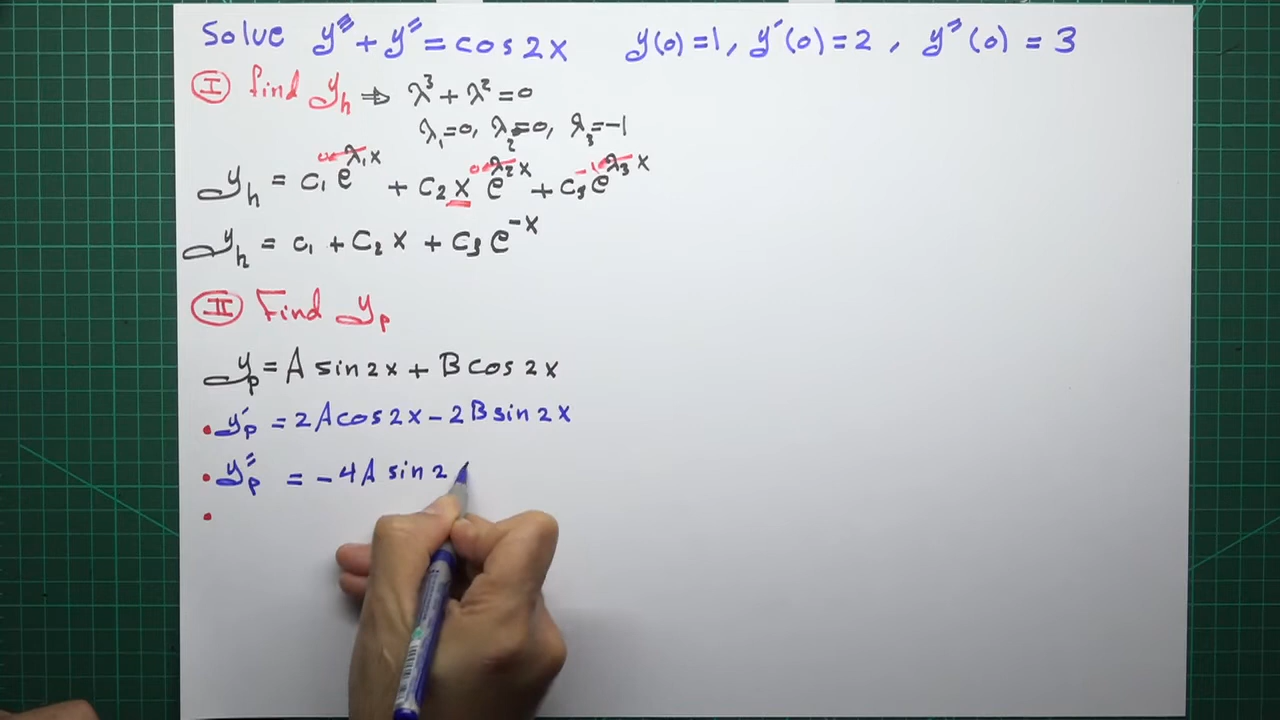 Solve y''' + y'' = cos 2x y(0) = 1, y'(0) = 2, y''(0) = 3
I find yh ⇒ λ³ + λ² = 0
λ₁ = 0, λ₂ = 0, λ₃ = -1
yh = c₁ e^λ₁x + c₂ x e^λ₂x + c₃ e^λ₃x
yh = c₁ + c₂ x + c₃ e^-x
II Find yp
yp = A sin 2x + B cos 2x
• y'p = 2A cos 2x - 2B sin 2x
• y''p = -4A sin 2
•